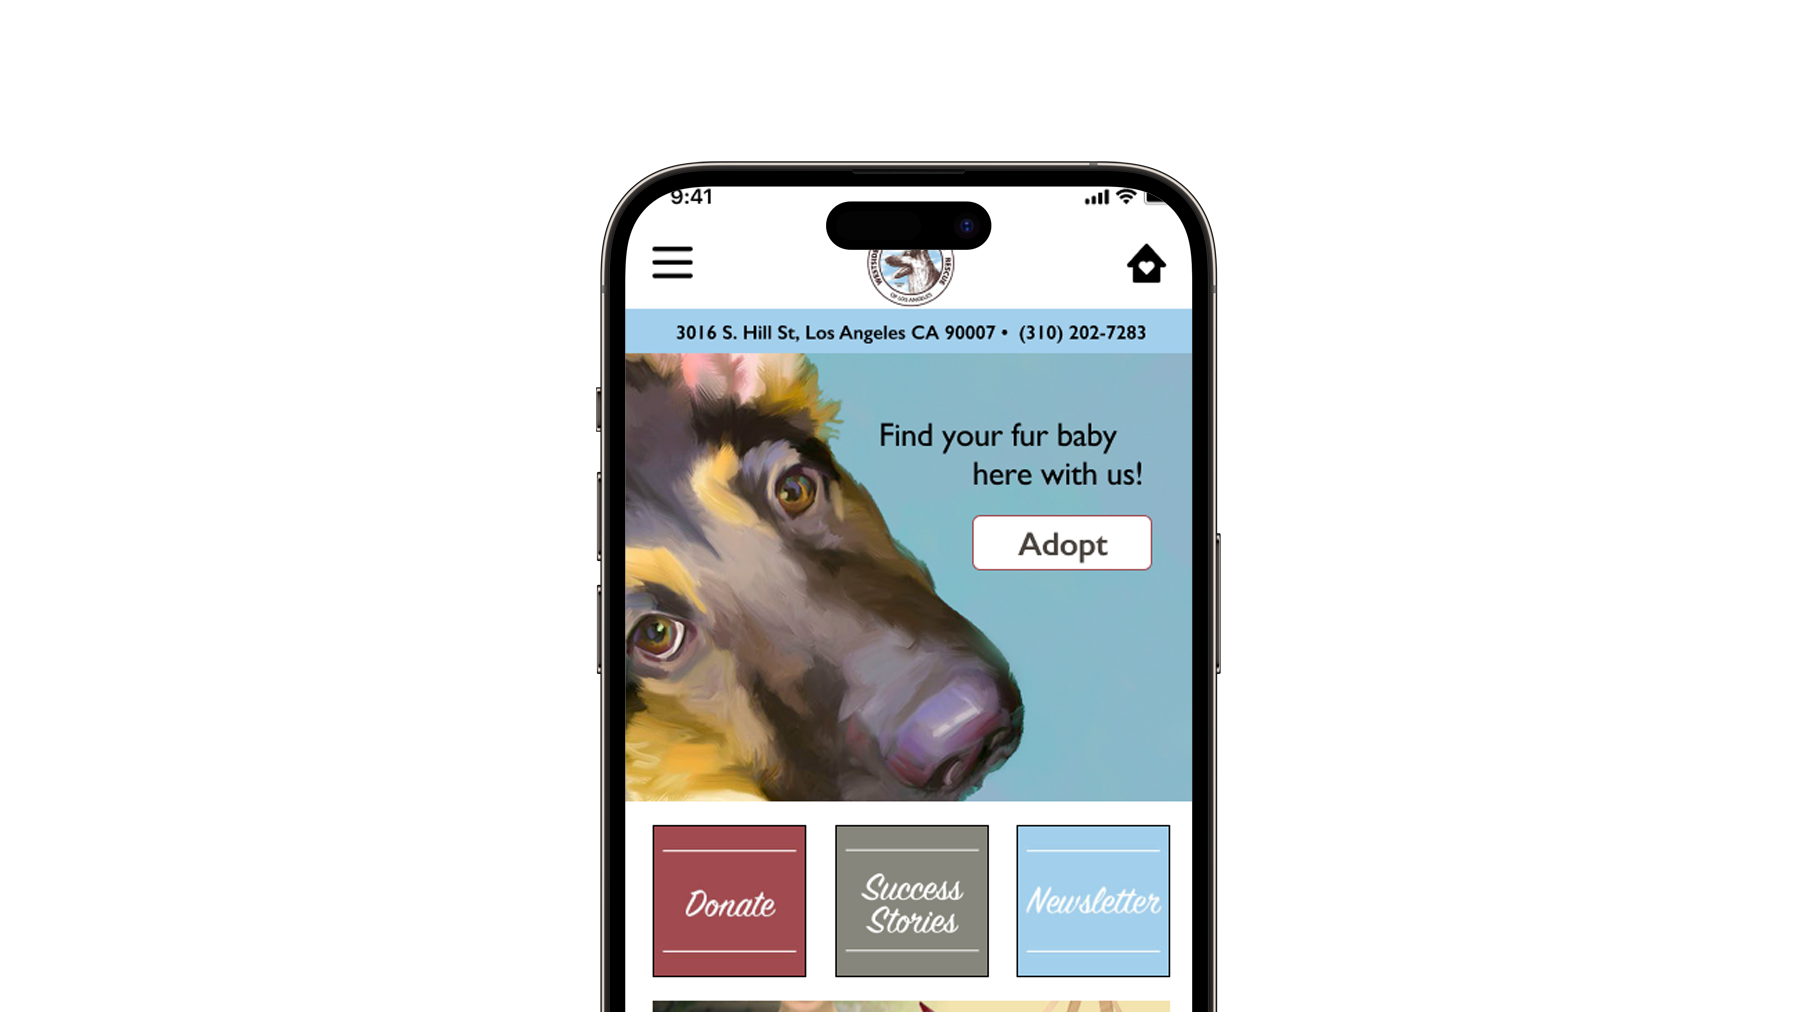 9:41
WESTSIDE RESCUE
OF LOS ANGELES
3016 S. Hill St, Los Angeles CA 90007 • (310) 202-7283
Find your fur baby
here with us!
Adopt
Donate
Success
Stories
Newsletter